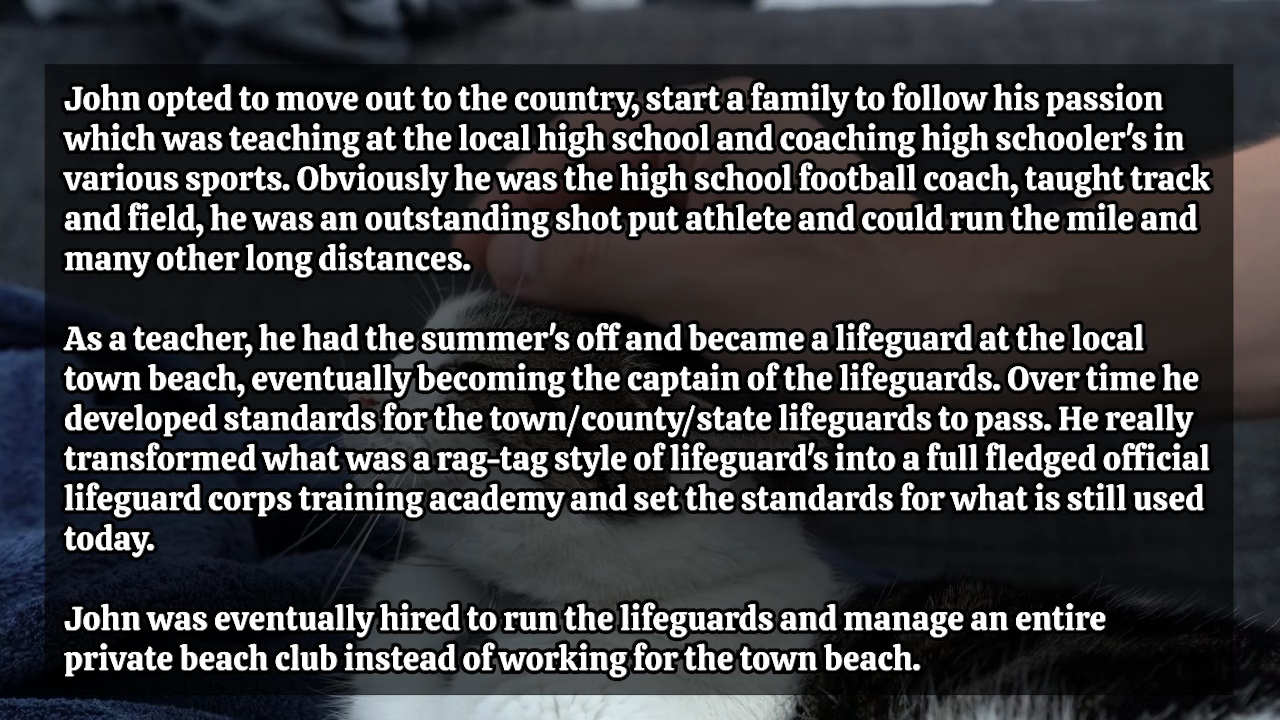 John opted to move out to the country, start a family to follow his passion
which was teaching at the local high school and coaching high schooler's in
various sports. Obviously he was the high school football coach, taught track
and field, he was an outstanding shot put athlete and could run the mile and
many other long distances.
As a teacher, he had the summer's off and became a lifeguard at the local
town beach, eventually becoming the captain of the lifeguards. Over time he
developed standards for the town/county/state lifeguards to pass. He really
transformed what was a rag-tag style of lifeguard's into a full fledged official
lifeguard corps training academy and set the standards for what is still used
today.
John was eventually hired to run the lifeguards and manage an entire
private beach club instead of working for the town beach.